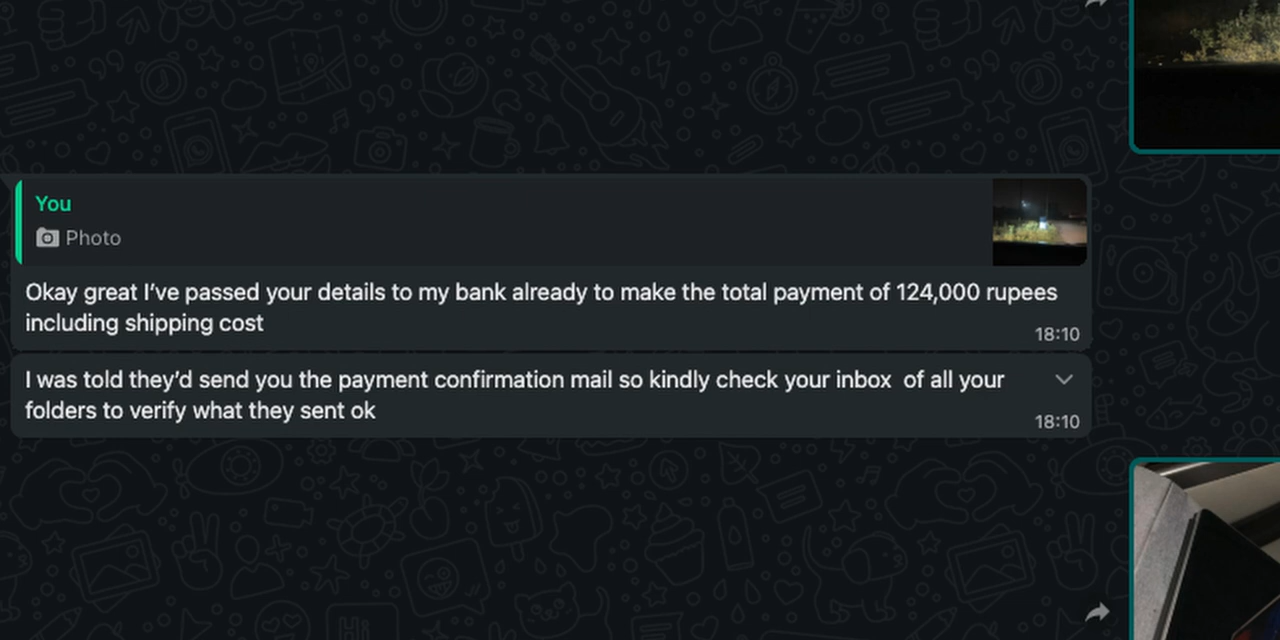 You
Photo
Okay great I’ve passed your details to my bank already to make the total payment of 124,000 rupees
including shipping cost
18:10
I was told they’d send you the payment confirmation mail so kindly check your inbox  of all your
folders to verify what they sent ok
18:10